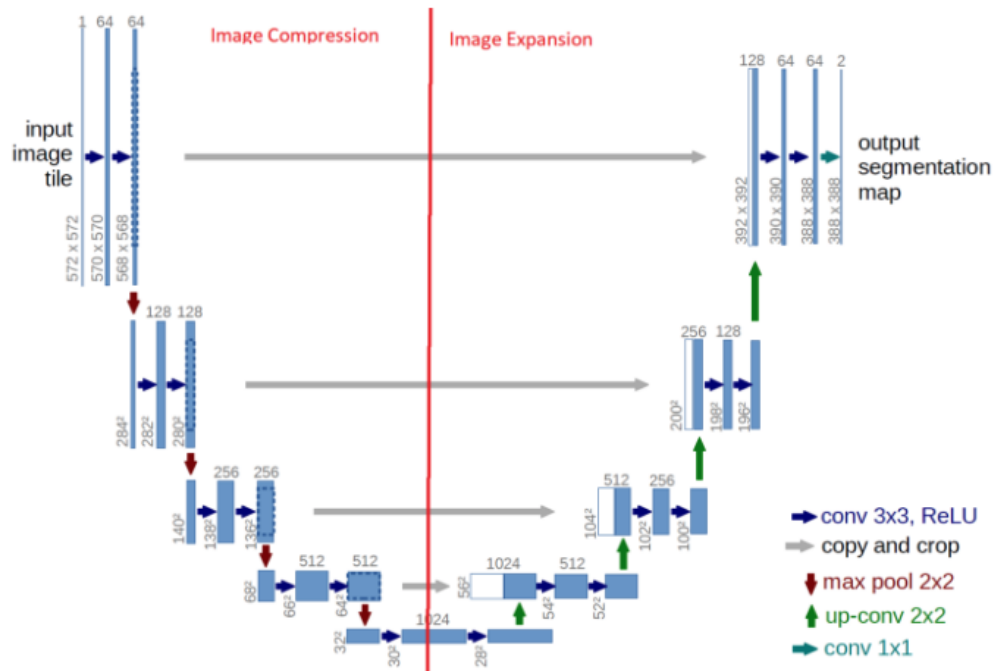 1 64 64
Image Compression
Image Expansion
input
image
tile
572 x 572
570 x 570
568 x 568
128 64 64 2
output
segmentation
map
392 x 392
390 x 390
388 x 388
388 x 388
128 128
284²
282²
280²
256 128
200²
198²
196²
256 256
140²
138²
136²
512 256
104²
102²
100²
512 512
68²
66²
64²
1024 512
56²
54²
52²
1024
32²
30²
28²
conv 3x3, ReLU
copy and crop
max pool 2x2
up-conv 2x2
conv 1x1